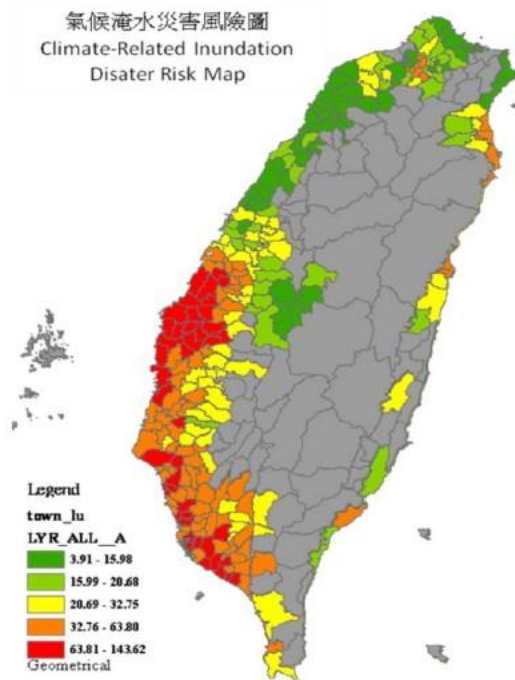 氣候淹水災害風險圖
Climate-Related Inundation
Disater Risk Map
Legend
town_lu
LYR_ALL__A
3.91 - 15.98
15.99 - 20.68
20.69 - 32.75
32.76 - 63.80
63.81 - 143.62
Geometrical